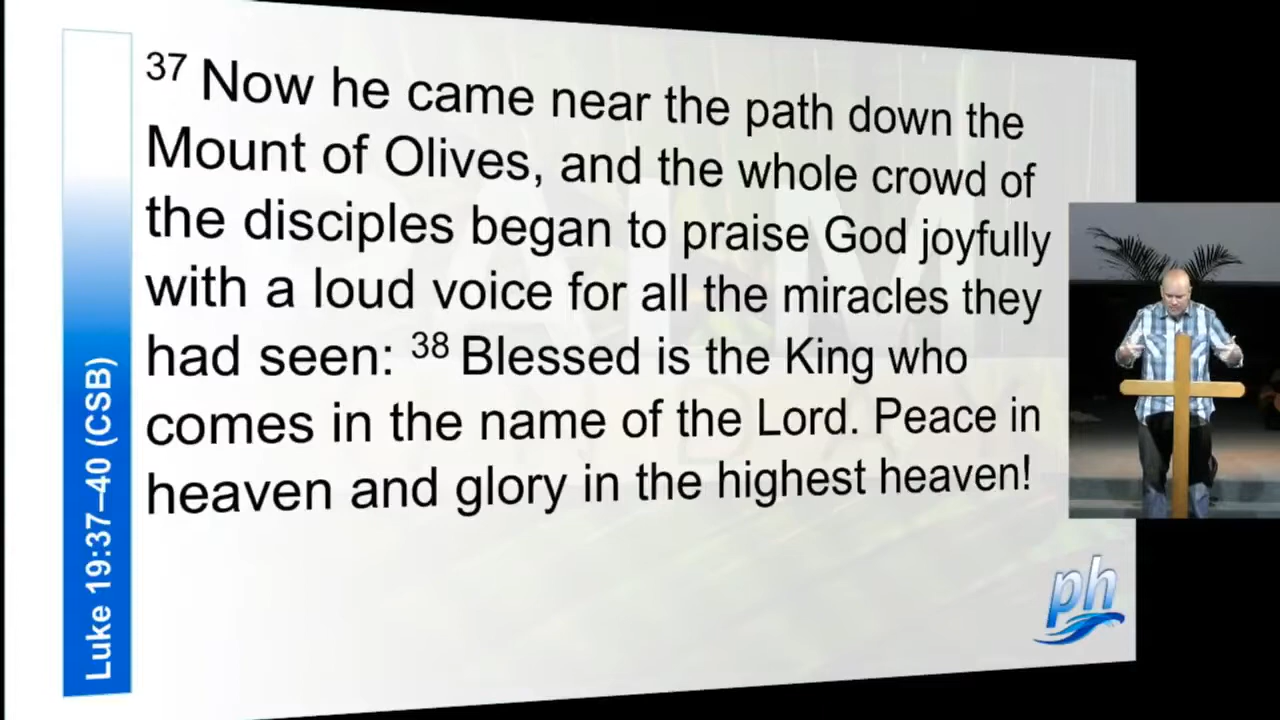 37 Now he came near the path down the
Mount of Olives, and the whole crowd of
the disciples began to praise God joyfully
with a loud voice for all the miracles they
had seen: 38 Blessed is the King who
comes in the name of the Lord. Peace in
heaven and glory in the highest heaven!
Luke 19:37–40 (CSB)
ph